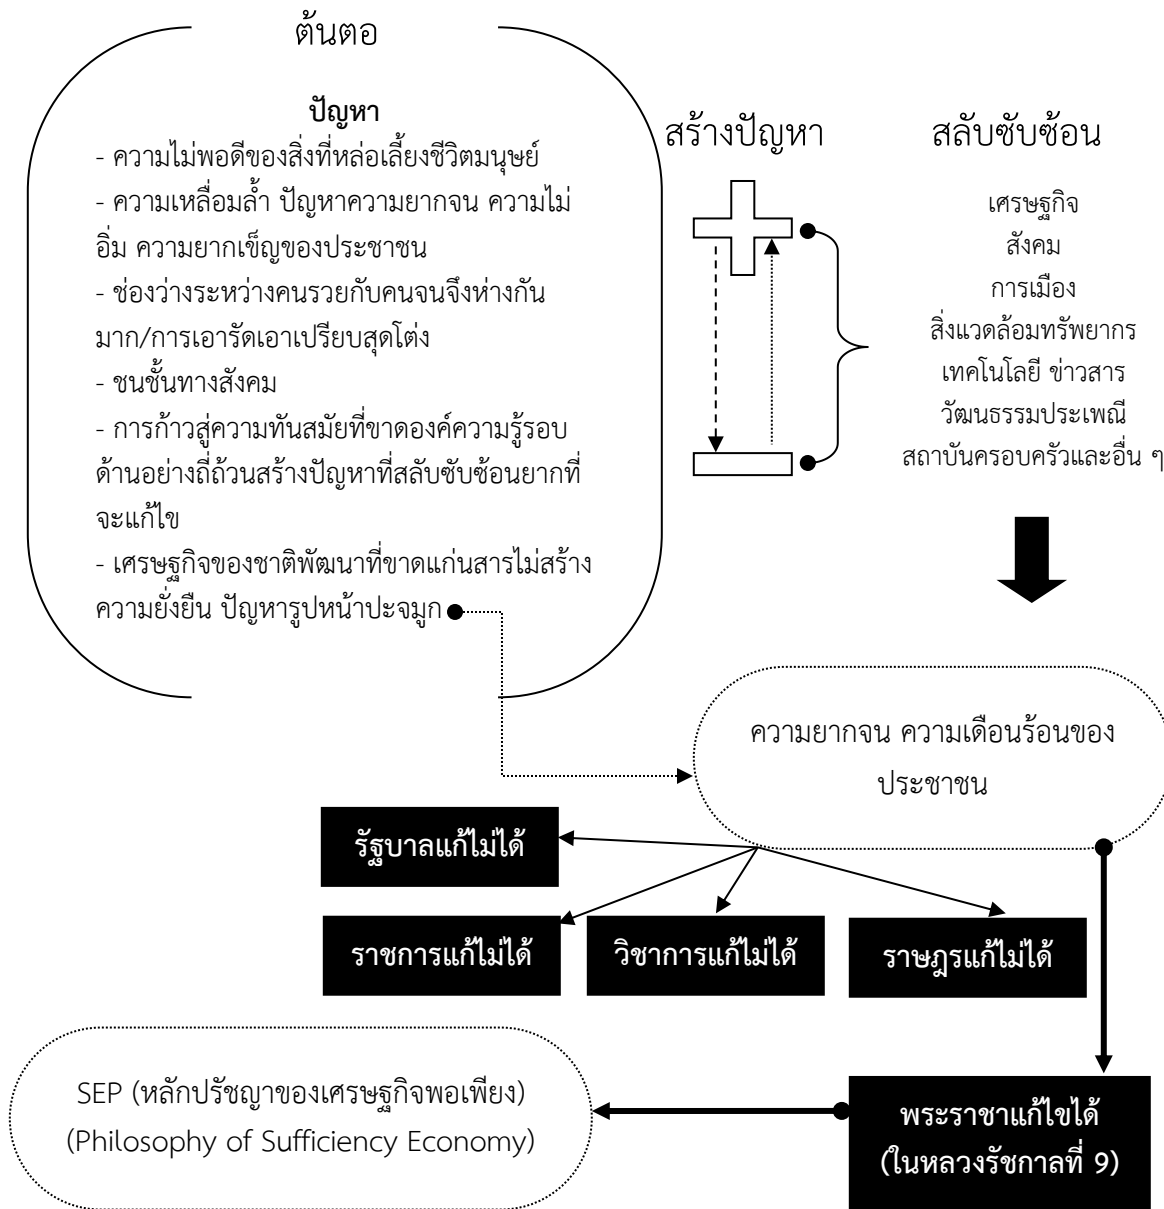 ต้นตอ
ปัญหา
- ความไม่พอดีของสิ่งที่หล่อเลี้ยงชีวิตมนุษย์
- ความเหลื่อมล้ำ ปัญหาความยากจน ความไม่
อิ่ม ความยากเข็ญของประชาชน
- ช่องว่างระหว่างคนรวยกับคนจนจึงห่างกัน
มาก/การเอารัดเอาเปรียบสุดโต่ง
- ชนชั้นทางสังคม
- การก้าวสู่ความทันสมัยที่ขาดองค์ความรู้รอบ
ด้านอย่างถี่ถ้วนสร้างปัญหาที่สลับซับซ้อนยากที่
จะแก้ไข
- เศรษฐกิจของชาติพัฒนาที่ขาดแก่นสารไม่สร้าง
ความยั่งยืน ปัญหารูปหน้าปะจมูก
สร้างปัญหา
สลับซับซ้อน
เศรษฐกิจ
สังคม
การเมือง
สิ่งแวดล้อมทรัพยากร
เทคโนโลยี ข่าวสาร
วัฒนธรรมประเพณี
สถาบันครอบครัวและอื่น ๆ
ความยากจน ความเดือนร้อนของ
ประชาชน
รัฐบาลแก้ไม่ได้
ราชการแก้ไม่ได้
วิชาการแก้ไม่ได้
ราษฎรแก้ไม่ได้
SEP (หลักปรัชญาของเศรษฐกิจพอเพียง)
(Philosophy of Sufficiency Economy)
พระราชาแก้ไขได้
(ในหลวงรัชกาลที่ 9)